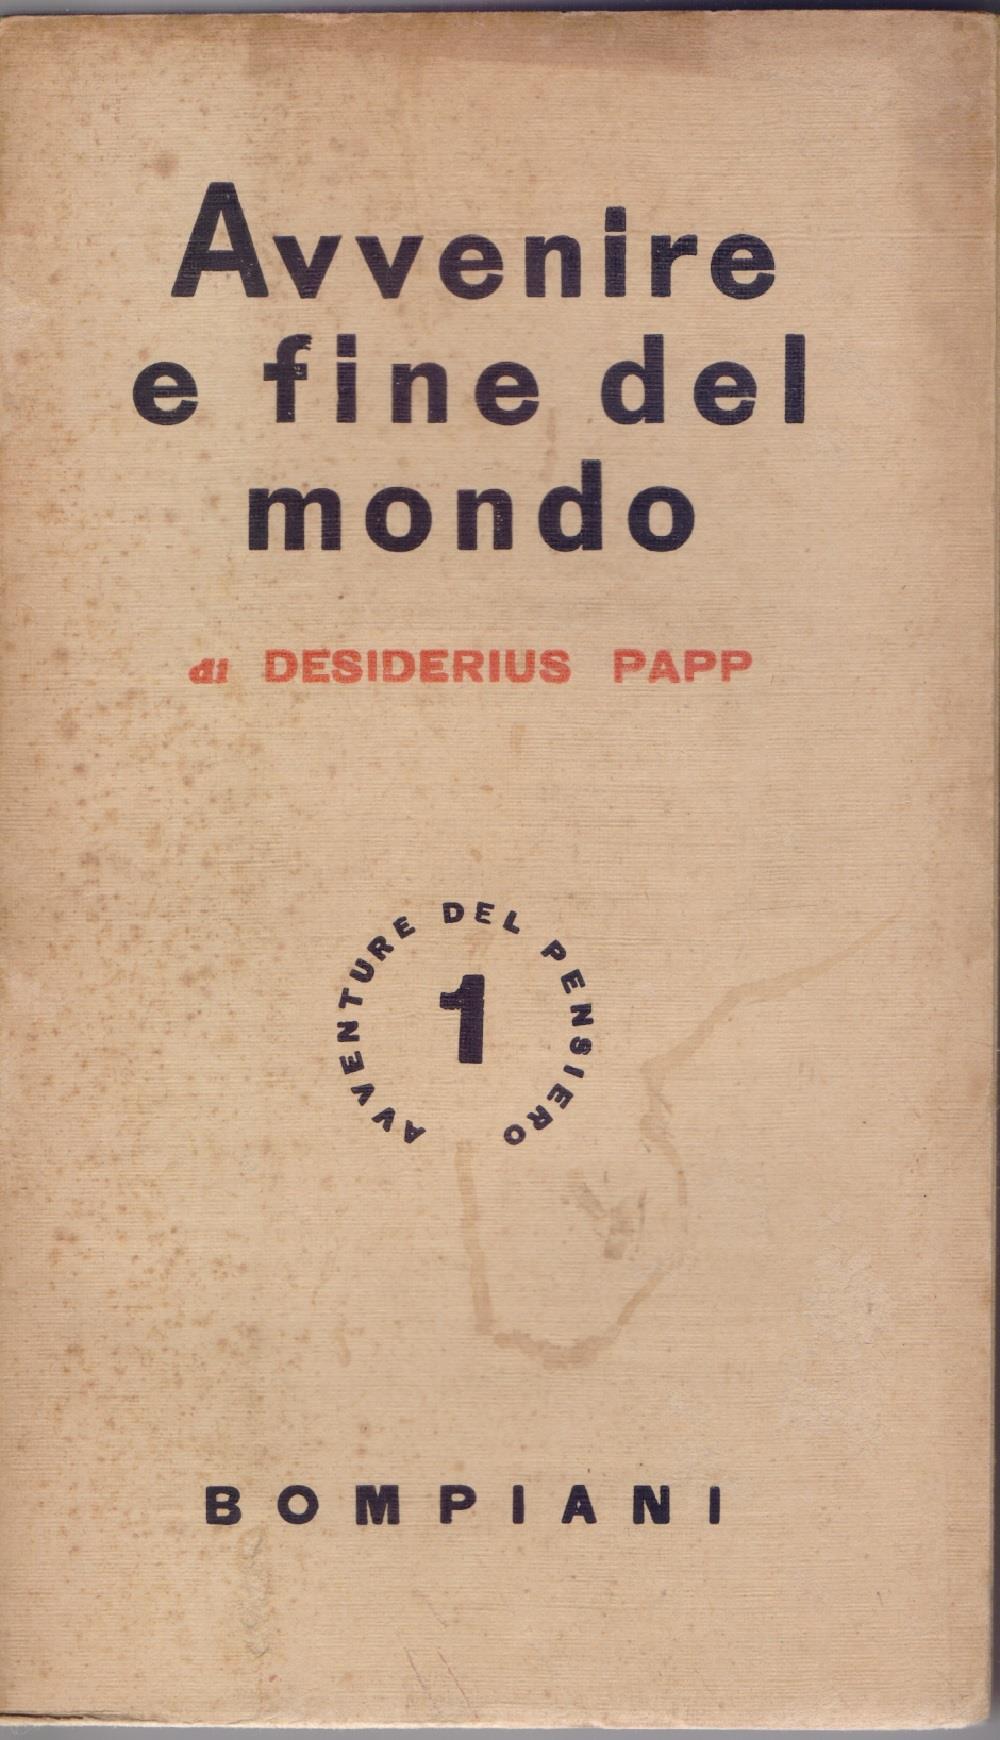 Avvenire
e fine del
mondo
di DESIDERIUS PAPP
AVVENTURE DEL PENSIERO
1
BOMPIANI